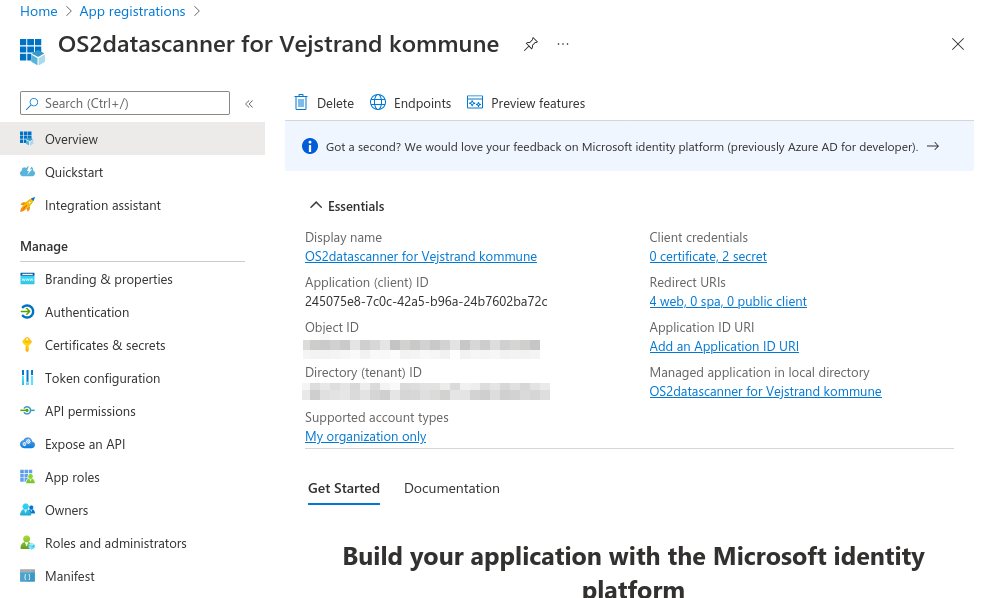 Home > App registrations >
OS2datascanner for Vejstrand kommune
Search (Ctrl+/)
Overview
Quickstart
Integration assistant
Manage
Branding & properties
Authentication
Certificates & secrets
Token configuration
API permissions
Expose an API
App roles
Owners
Roles and administrators
Manifest
Delete
Endpoints
Preview features
Got a second? We would love your feedback on Microsoft identity platform (previously Azure AD for developer).
Essentials
Display name
OS2datascanner for Vejstrand kommune
Application (client) ID
245075e8-7c0c-42a5-b96a-24b7602ba72c
Object ID
Directory (tenant) ID
Supported account types
My organization only
Client credentials
0 certificate, 2 secret
Redirect URIs
4 web, 0 spa, 0 public client
Application ID URI
Add an Application ID URI
Managed application in local directory
OS2datascanner for Vejstrand kommune
Get Started
Documentation
Build your application with the Microsoft identity
platform